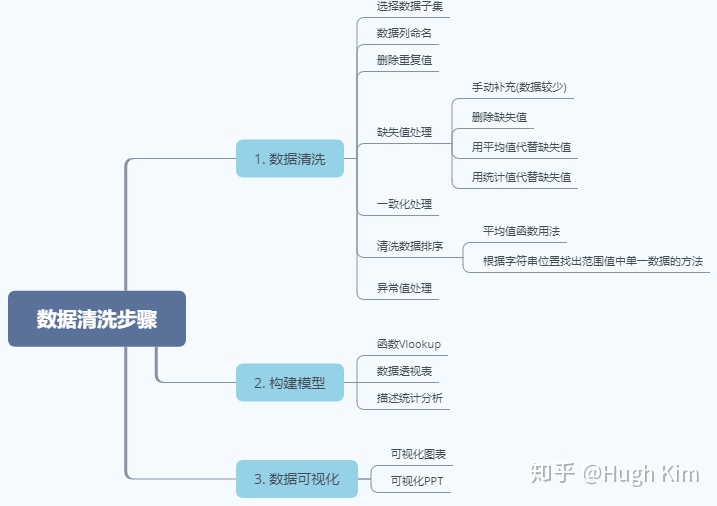 数据清洗步骤
1. 数据清洗
选择数据子集
数据列命名
删除重复值
缺失值处理
手动补充(数据较少)
删除缺失值
用平均值代替缺失值
用统计值代替缺失值
一致化处理
清洗数据排序
平均值函数用法
根据字符串位置找出范围值中单一数据的方法
异常值处理
2. 构建模型
函数Vlookup
数据透视表
描述统计分析
3. 数据可视化
可视化图表
可视化PPT
知乎 @Hugh Kim